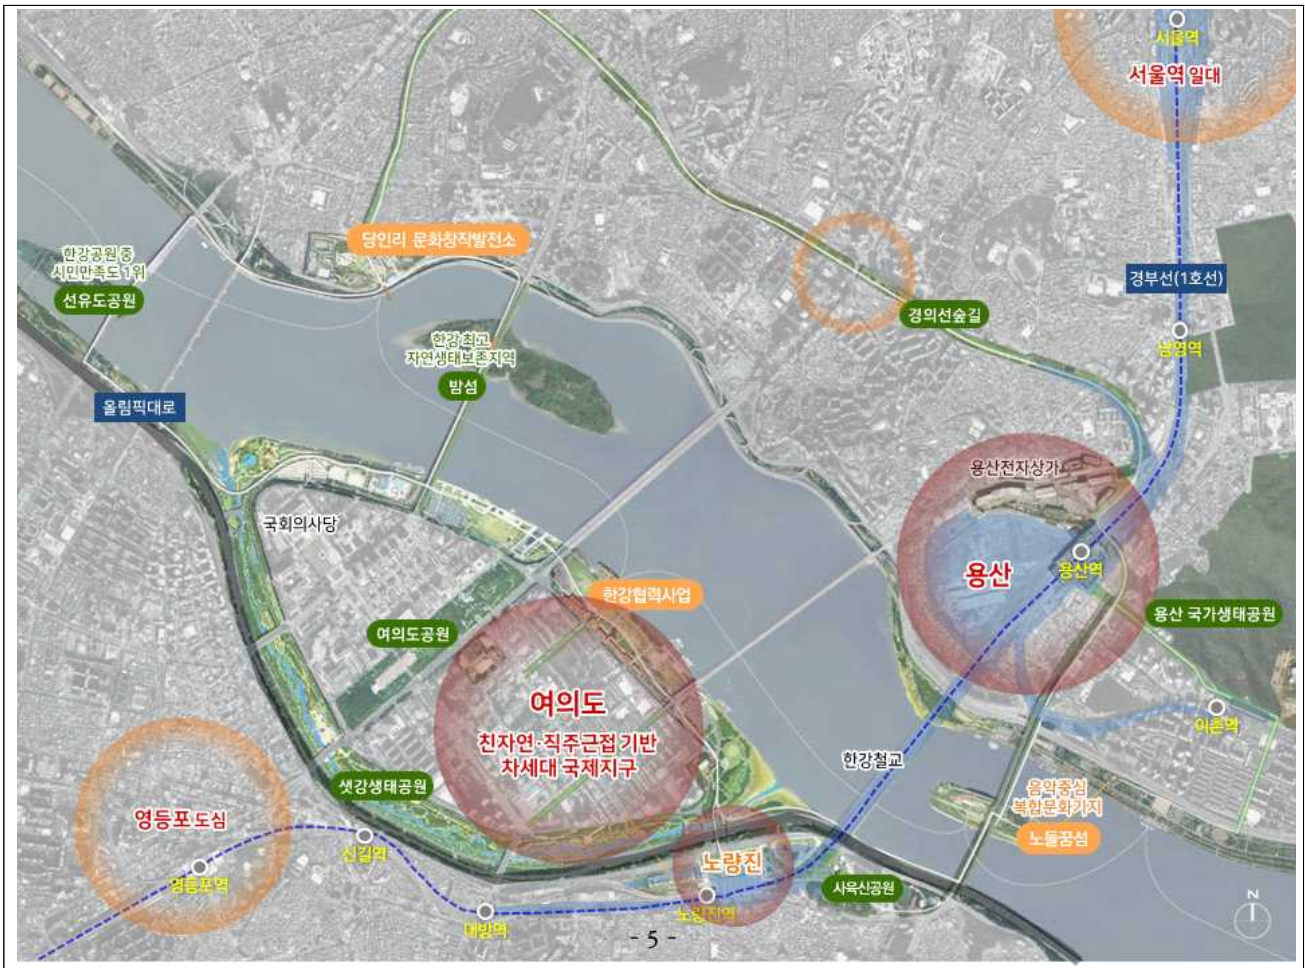 서울역
서울역 일대
당인리 문화창작발전소
한강공원 중
시민만족도 1위
선유도공원
경부선(1호선)
경의선숲길
남영역
한강 최고
자연생태보존지역
밤섬
올림픽대로
용산전자상가
국회의사당
용산
용산역
한강협력사업
여의도공원
용산 국가생태공원
여의도
친자연·직주근접 기반
차세대 국제지구
이촌역
한강철교
샛강생태공원
음악중심
복합문화기지
노들꿈섬
영등포 도심
신길역
영등포역
노량진
사육신공원
노량진역
대방역
N
- 5 -